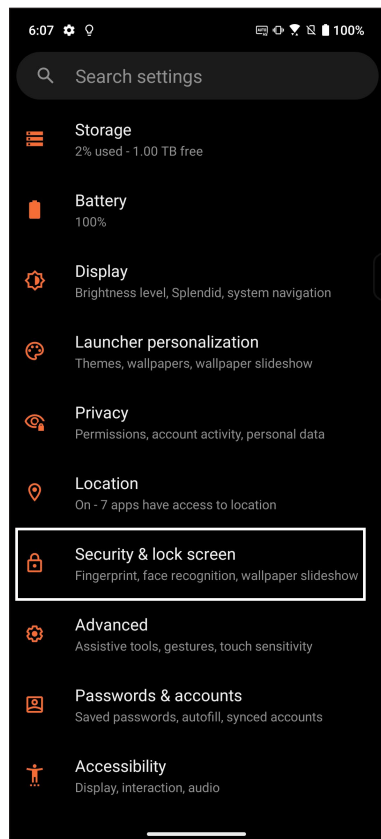 6:07 100%
Search settings
Storage
2% used - 1.00 TB free
Battery
100%
Display
Brightness level, Splendid, system navigation
Launcher personalization
Themes, wallpapers, wallpaper slideshow
Privacy
Permissions, account activity, personal data
Location
On - 7 apps have access to location
Security & lock screen
Fingerprint, face recognition, wallpaper slideshow
Advanced
Assistive tools, gestures, touch sensitivity
Passwords & accounts
Saved passwords, autofill, synced accounts
Accessibility
Display, interaction, audio